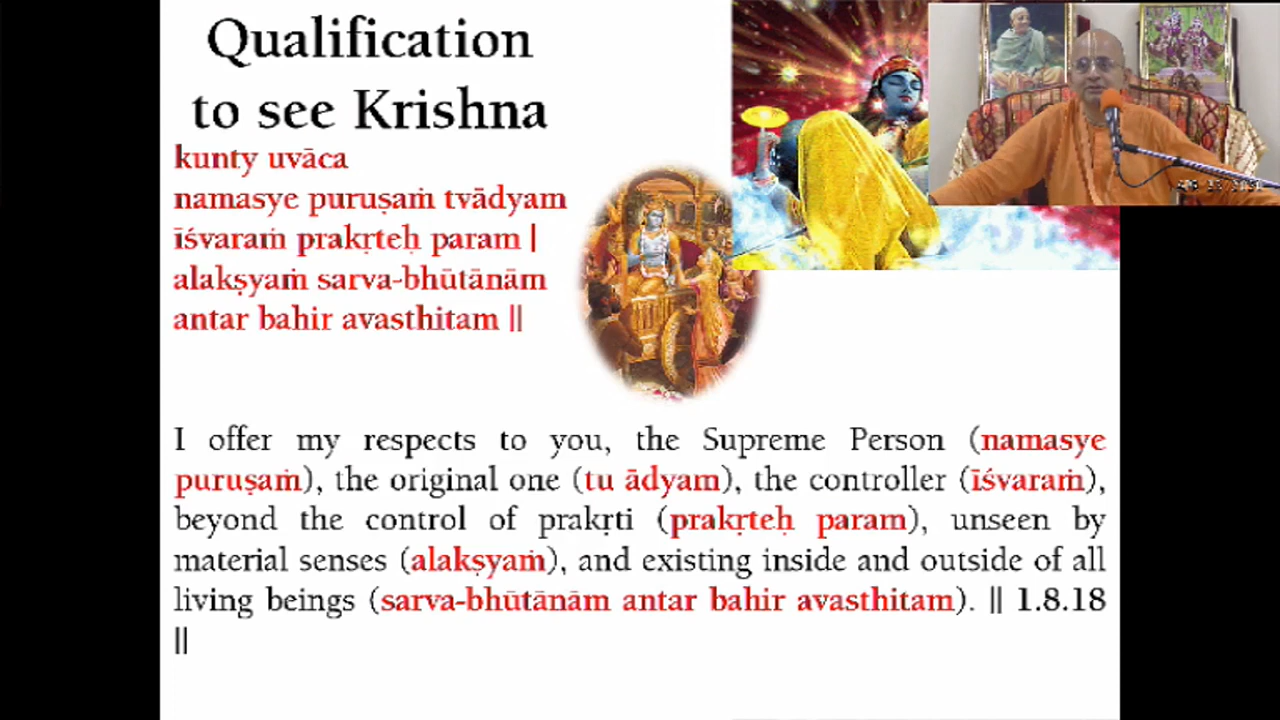 Qualification
to see Krishna
kunty uvāca
namasye puruṣaṁ tvādyam
īśvaraṁ prakṛteḥ param |
alakṣyaṁ sarva-bhūtānām
antar bahir avasthitam ||
I offer my respects to you, the Supreme Person (namasye
puruṣaṁ), the original one (tu ādyam), the controller (īśvaraṁ),
beyond the control of prakṛti (prakṛteḥ param), unseen by
material senses (alakṣyaṁ), and existing inside and outside of all
living beings (sarva-bhūtānām antar bahir avasthitam). || 1.8.18
||